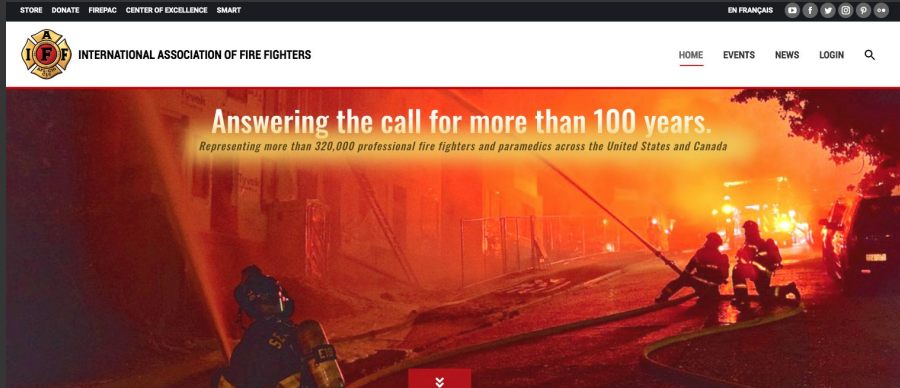 STORE DONATE FIREPAC CENTER OF EXCELLENCE SMART EN FRANÇAIS
I A F F
INTERNATIONAL ASSOCIATION OF FIRE FIGHTERS
HOME EVENTS NEWS LOGIN
Answering the call for more than 100 years.
Representing more than 320,000 professional fire fighters and paramedics across the United States and Canada